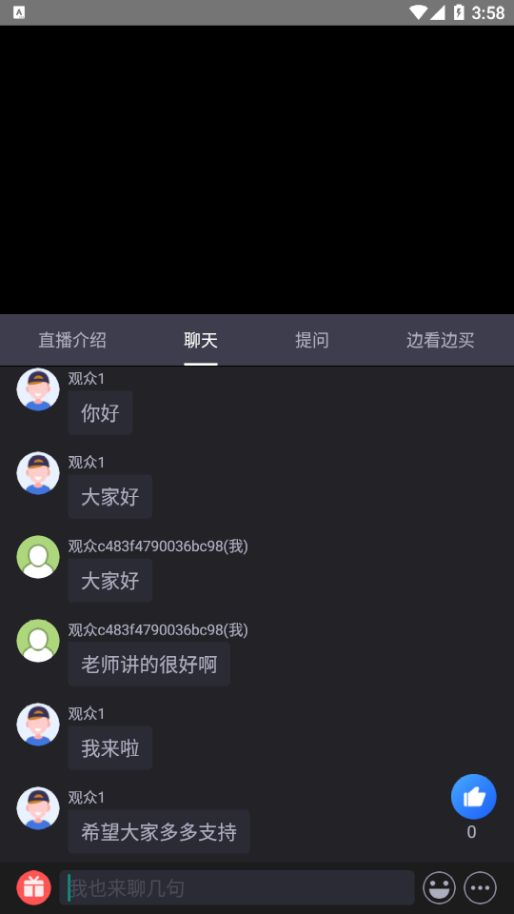 3:58
直播介绍 聊天 提问 边看边买
观众1
你好
观众1
大家好
观众c483f4790036bc98(我)
大家好
观众c483f4790036bc98(我)
老师讲的很好啊
观众1
我来啦
观众1
希望大家多多支持
0
我也来聊几句